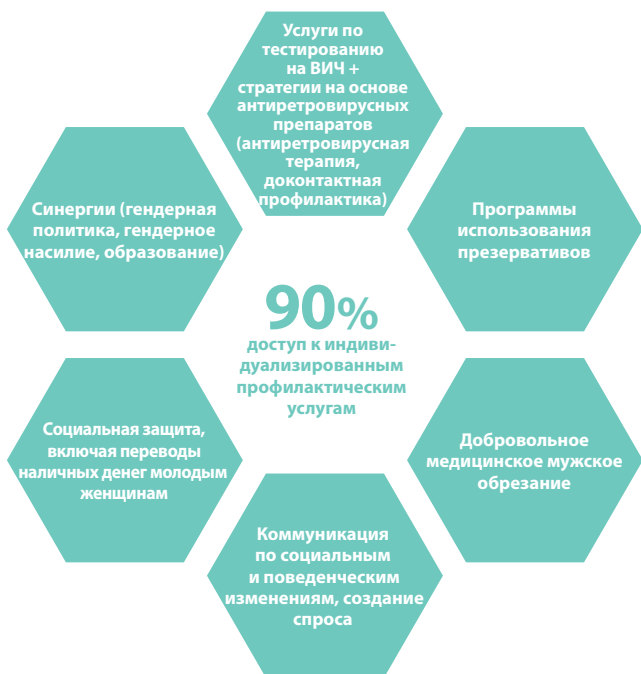 Услуги по
тестированию
на ВИЧ +
стратегии на основе
антиретровирусных
препаратов
(антиретровирусная
терапия,
доконтактная
профилактика)
Синергии (гендерная
политика, гендерное
насилие, образование)
Программы
использования
презервативов
90%
доступ к индиви-
дуализированным
профилактическим
услугам
Социальная защита,
включая переводы
наличных денег молодым
женщинам
Добровольное
медицинское мужское
обрезание
Коммуникация
по социальным
и поведенческим
изменениям, создание
спроса